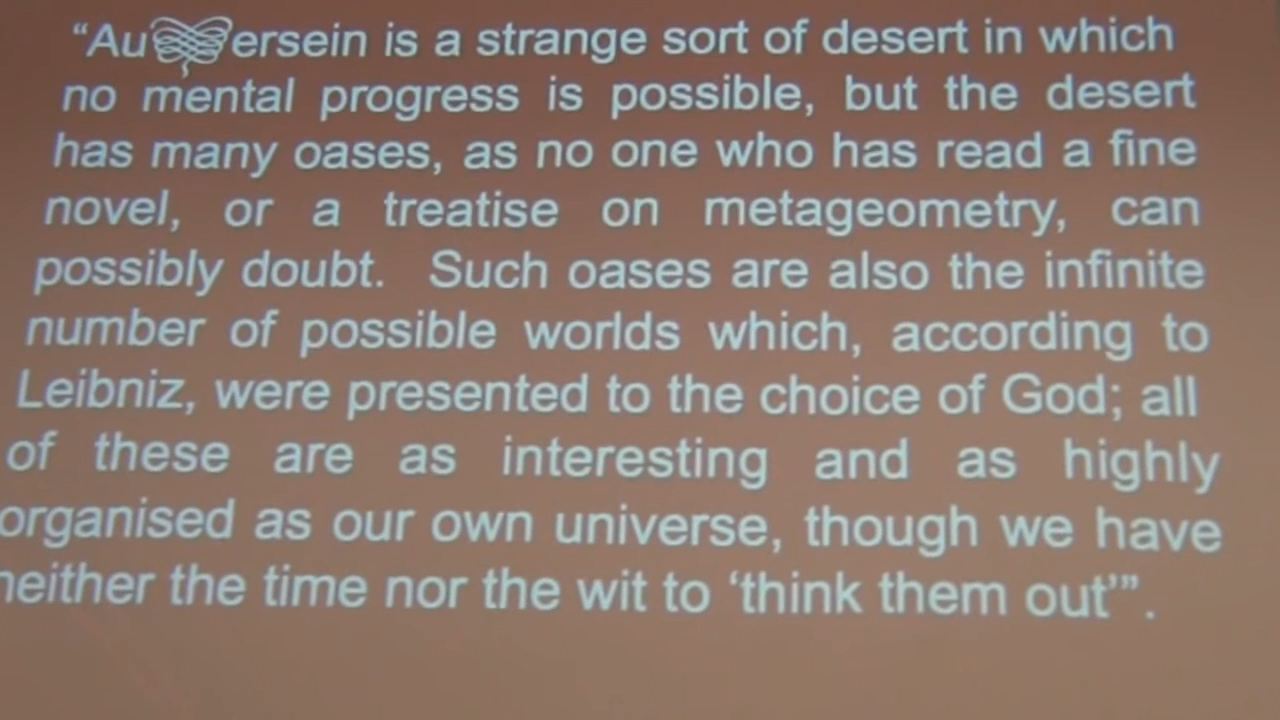 “Auersein is a strange sort of desert in which
no mental progress is possible, but the desert
has many oases, as no one who has read a fine
novel, or a treatise on metageometry, can
possibly doubt. Such oases are also the infinite
number of possible worlds which, according to
Leibniz, were presented to the choice of God; all
of these are as interesting and as highly
organised as our own universe, though we have
neither the time nor the wit to ‘think them out’”.